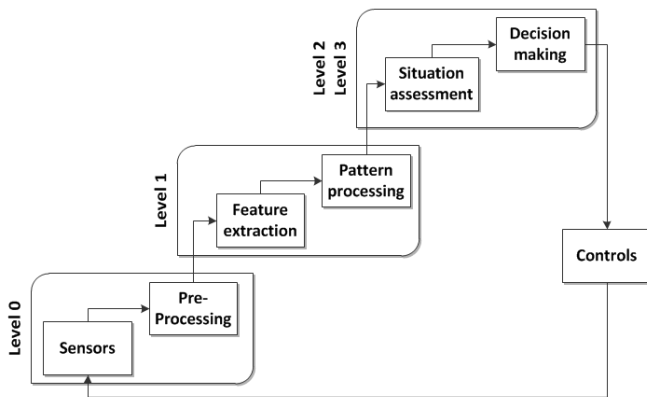 Level 2
Level 3
Decision
making
Situation
assessment
Level 1
Pattern
processing
Feature
extraction
Controls
Level 0
Pre-
Processing
Sensors